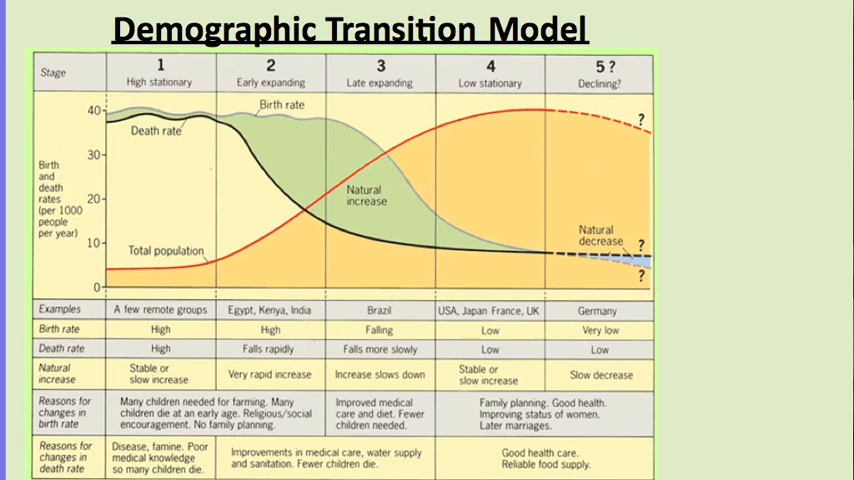 Demographic Transition Model
Stage
1
High stationary
2
Early expanding
3
Late expanding
4
Low stationary
5 ?
Declining?
Birth
and
death
rates
(per 1000
people
per year)
40
30
20
10
0
Birth rate
Death rate
Natural
increase
Total population
Natural
decrease
?
?
?
Examples
A few remote groups
Egypt, Kenya, India
Brazil
USA, Japan France, UK
Germany
Birth rate
High
High
Falling
Low
Very low
Death rate
High
Falls rapidly
Falls more slowly
Low
Low
Natural
increase
Stable or
slow increase
Very rapid increase
Increase slows down
Stable or
slow increase
Slow decrease
Reasons for
changes in
birth rate
Many children needed for farming. Many
children die at an early age. Religious/social
encouragement. No family planning.
Improved medical
care and diet. Fewer
children needed.
Family planning. Good health.
Improving status of women.
Later marriages.
Reasons for
changes in
death rate
Disease, famine. Poor
medical knowledge
so many children die.
Improvements in medical care, water supply
and sanitation. Fewer children die.
Good health care.
Reliable food supply.